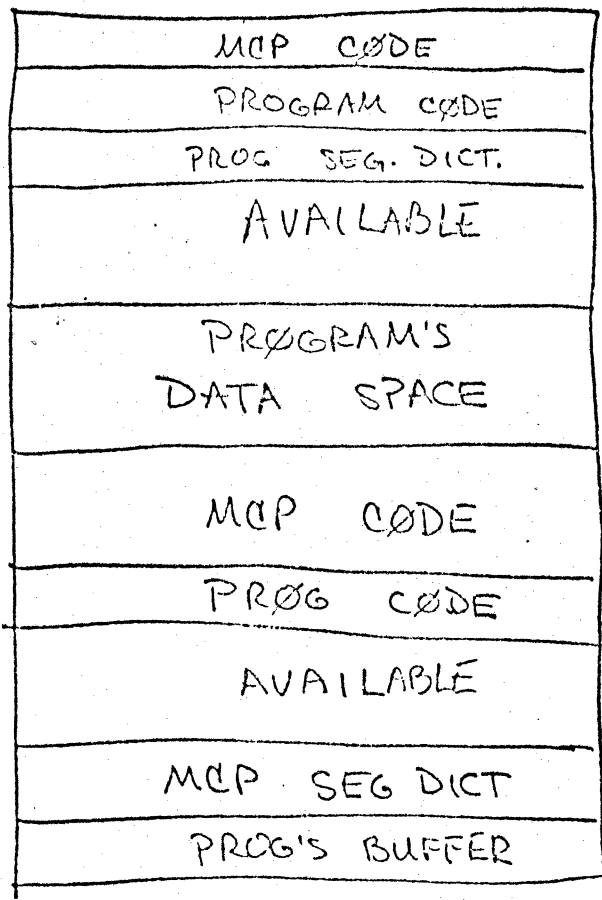 MCP CØDE
PROGRAM CØDE
PROG SEG. DICT.
AVAILABLE
PRØGRAM'S
DATA SPACE
MCP CØDE
PRØG CØDE
AVAILABLE
MCP SEG DICT
PROG'S BUFFER